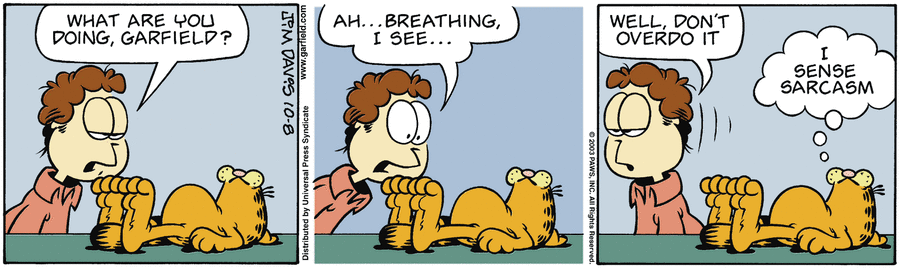 WHAT ARE YOU
DOING, GARFIELD?
JIM DAVIS 10-8
www.garfield.com
Distributed by Universal Press Syndicate
AH...BREATHING,
I SEE...
© 2003 PAWS, INC. All Rights Reserved.
WELL, DON'T
OVERDO IT
I
SENSE
SARCASM